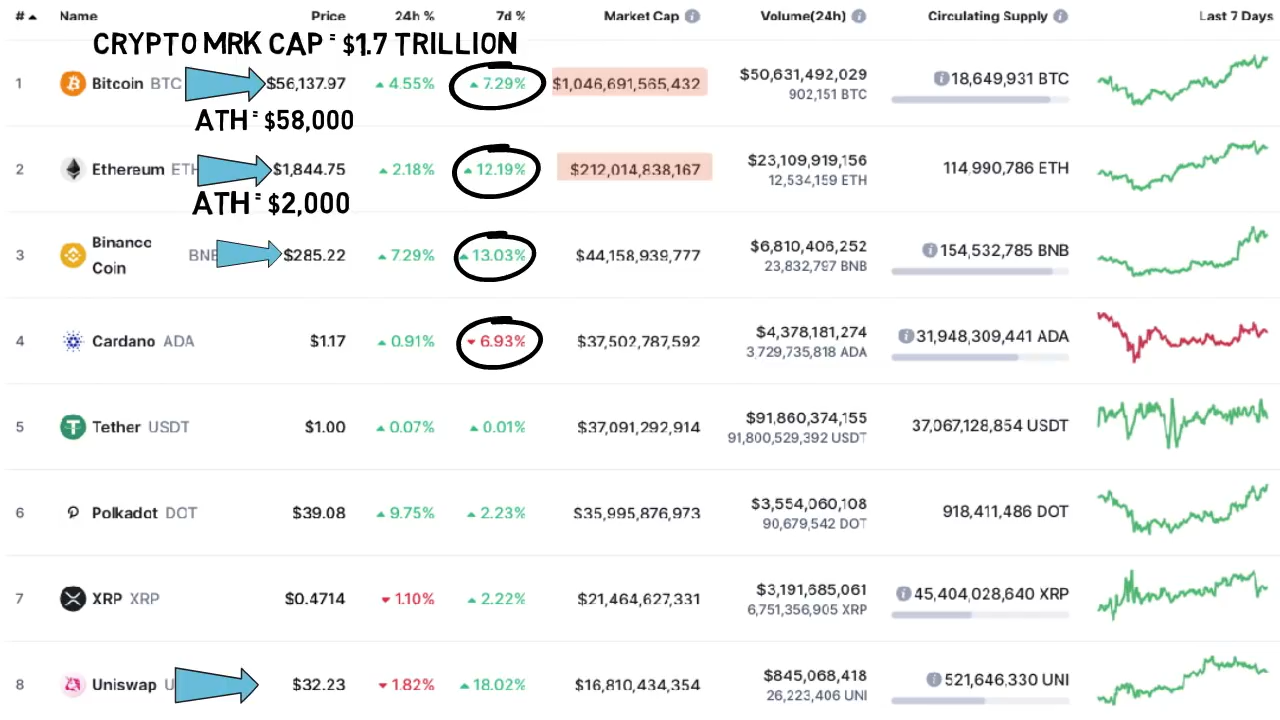 # Name Price 24h % 7d % Market Cap Volume(24h) Circulating Supply Last 7 Days
CRYPTO MRK CAP = $1.7 TRILLION
1 Bitcoin BTC $56,137.97 4.55% 7.29% $1,046,691,565,432 $50,631,492,029 18,649,931 BTC
902,151 BTC
ATH = $58,000
2 Ethereum ETH $1,844.75 2.18% 12.19% $212,014,838,167 $23,109,919,156 114,990,786 ETH
12,534,159 ETH
ATH = $2,000
3 Binance Coin BNB $285.22 7.29% 13.03% $44,158,939,777 $6,810,406,252 154,532,785 BNB
23,832,797 BNB
4 Cardano ADA $1.17 0.91% 6.93% $37,502,787,592 $4,378,181,274 31,948,309,441 ADA
3,729,735,818 ADA
5 Tether USDT $1.00 0.07% 0.01% $37,091,292,914 $91,860,374,155 37,067,128,854 USDT
91,800,529,392 USDT
6 Polkadot DOT $39.08 9.75% 2.23% $35,995,876,973 $3,554,060,108 918,411,486 DOT
90,679,542 DOT
7 XRP XRP $0.4714 1.10% 2.22% $21,464,627,331 $3,191,685,061 45,404,028,640 XRP
6,751,356,905 XRP
8 Uniswap U $32.23 1.82% 18.02% $16,810,434,354 $845,068,418 521,646,330 UNI
26,223,406 UNI